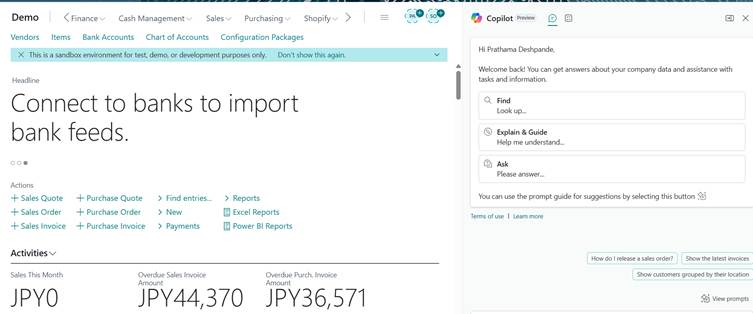 Demo
Finance
Cash Management
Sales
Purchasing
Shopify
PA
SO
Vendors
Items
Bank Accounts
Chart of Accounts
Configuration Packages
This is a sandbox environment for test, demo, or development purposes only.
Don't show this again.
Headline
Connect to banks to import
bank feeds.
Actions
+ Sales Quote
+ Purchase Quote
> Find entries...
> Reports
+ Sales Order
+ Purchase Order
> New
Excel Reports
+ Sales Invoice
+ Purchase Invoice
> Payments
Power BI Reports
Activities
Sales This Month
Overdue Sales Invoice
Amount
Overdue Purch. Invoice
Amount
JPY0
JPY44,370
JPY36,571
Copilot
Preview
Hi Prathama Deshpande,
Welcome back! You can get answers about your company data and assistance with
tasks and information.
Find
Look up...
Explain & Guide
Help me understand...
Ask
Please answer...
You can use the prompt guide for suggestions by selecting this button
Terms of use | Learn more
How do I release a sales order?
Show the latest invoices
Show customers grouped by their location
View prompts